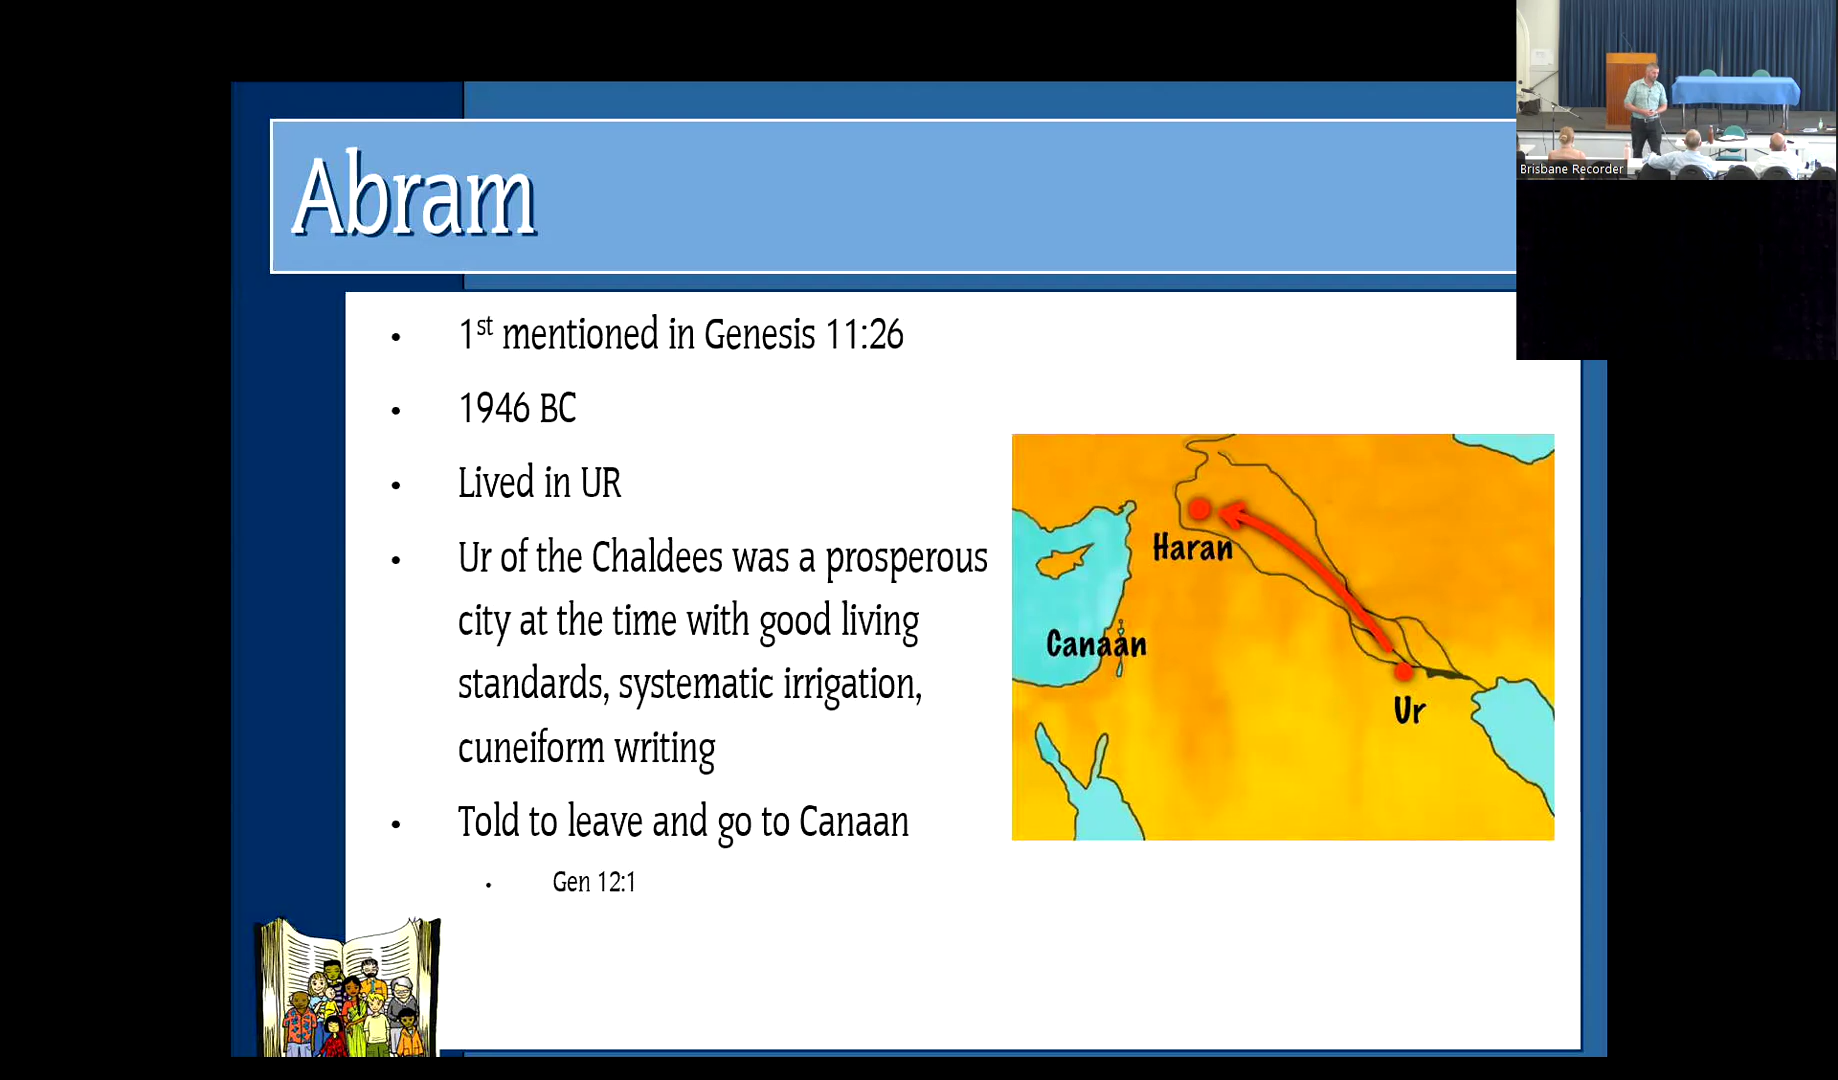 Abram
Brisbane Recorder
• 1st mentioned in Genesis 11:26
• 1946 BC
• Lived in UR
• Ur of the Chaldees was a prosperous
city at the time with good living
standards, systematic irrigation,
cuneiform writing
• Told to leave and go to Canaan
• Gen 12:1
Haran
Canaan
Ur